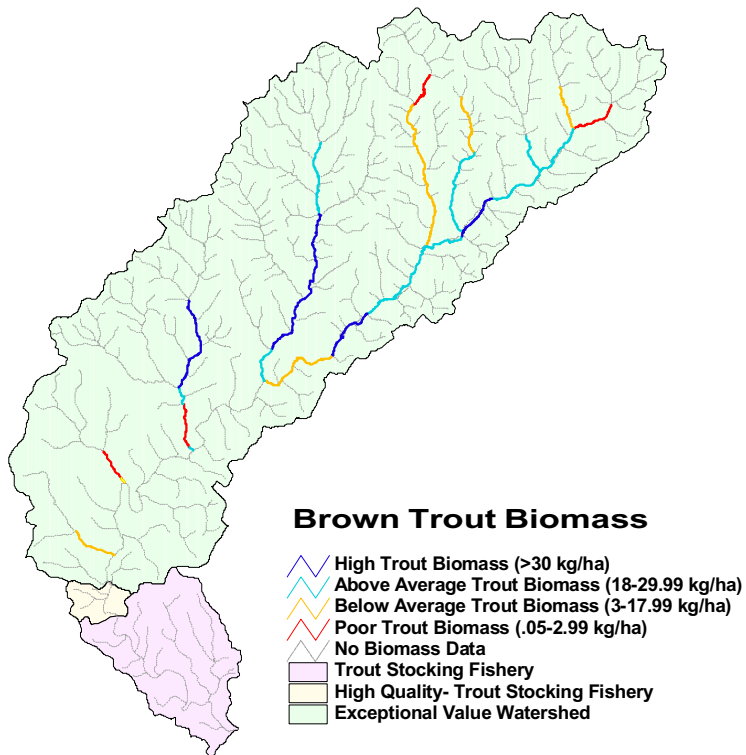 Brown Trout Biomass
High Trout Biomass (>30 kg/ha)
Above Average Trout Biomass (18-29.99 kg/ha)
Below Average Trout Biomass (3-17.99 kg/ha)
Poor Trout Biomass (.05-2.99 kg/ha)
No Biomass Data
Trout Stocking Fishery
High Quality- Trout Stocking Fishery
Exceptional Value Watershed